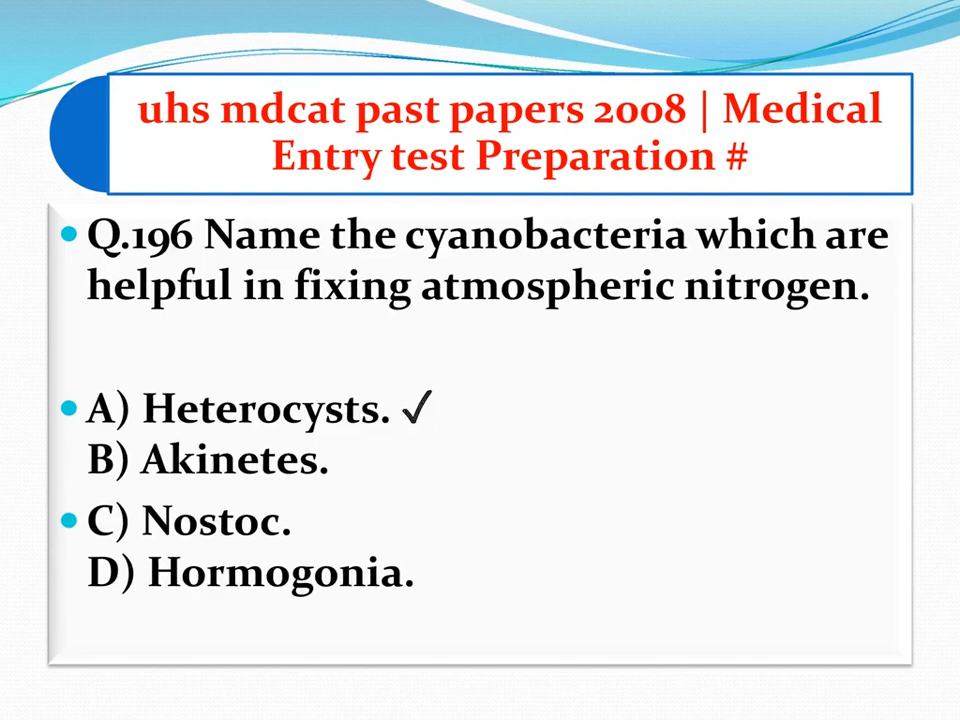 uhs mdcat past papers 2008 | Medical
Entry test Preparation #
• Q.196 Name the cyanobacteria which are
helpful in fixing atmospheric nitrogen.
• A) Heterocysts. ✓
B) Akinetes.
• C) Nostoc.
D) Hormogonia.